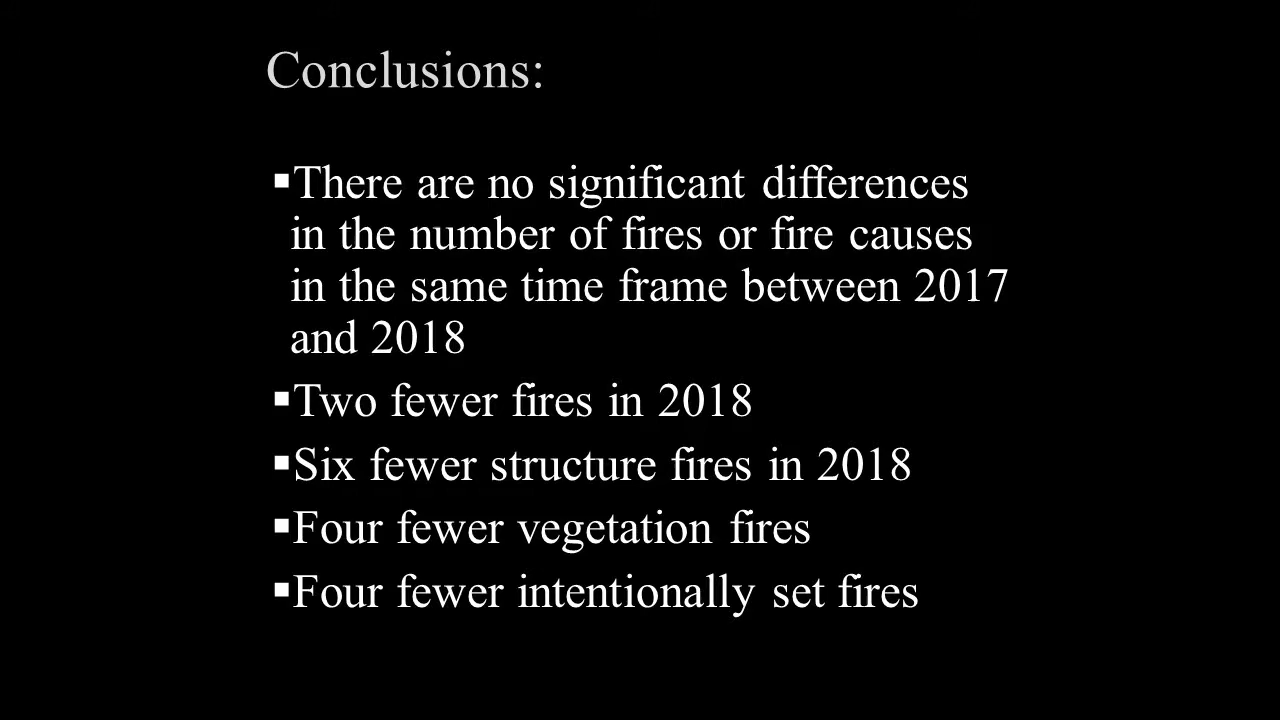 Conclusions:
▪There are no significant differences
in the number of fires or fire causes
in the same time frame between 2017
and 2018
▪Two fewer fires in 2018
▪Six fewer structure fires in 2018
▪Four fewer vegetation fires
▪Four fewer intentionally set fires